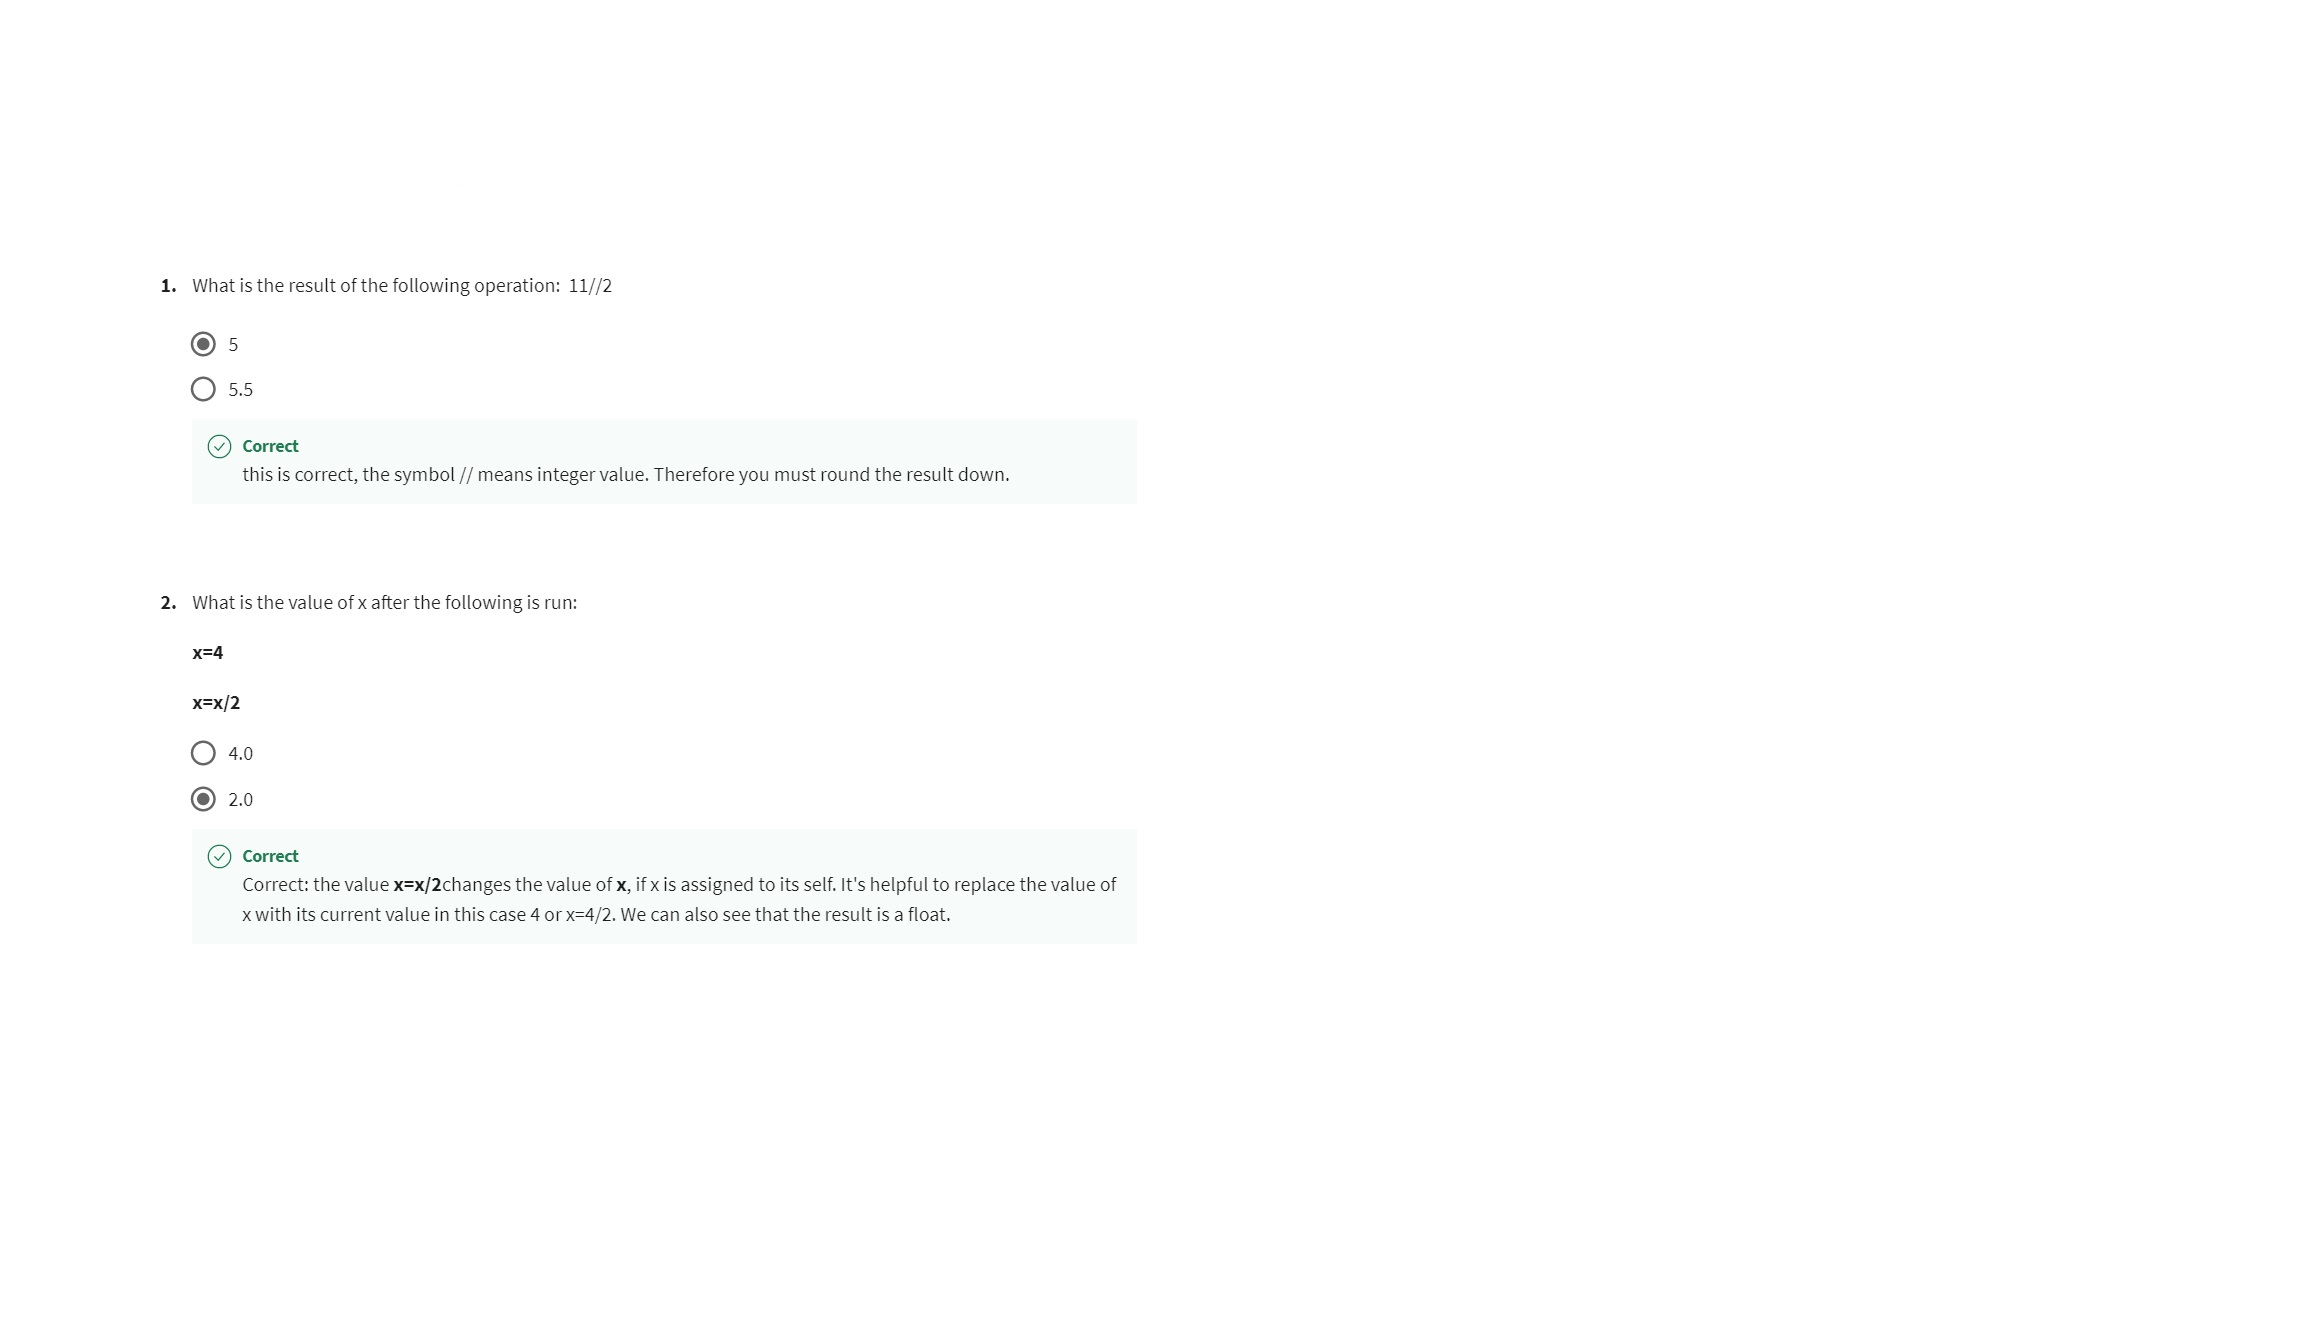 1. What is the result of the following operation: 11//2
5
5.5
Correct
this is correct, the symbol // means integer value. Therefore you must round the result down.
2. What is the value of x after the following is run:
x=4
x=x/2
4.0
2.0
Correct
Correct: the value x=x/2changes the value of x, if x is assigned to its self. It's helpful to replace the value of
x with its current value in this case 4 or x=4/2. We can also see that the result is a float.